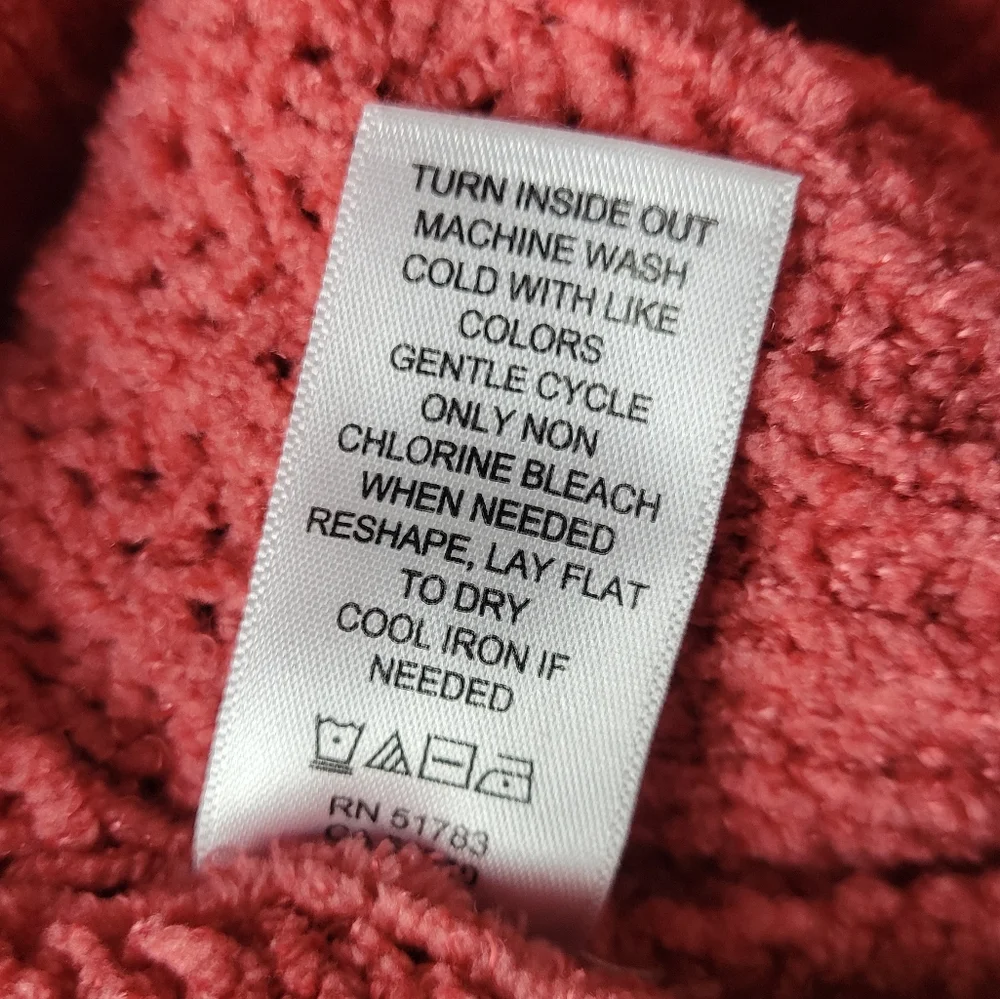 TURN INSIDE OUT
MACHINE WASH
COLD WITH LIKE
COLORS
GENTLE CYCLE
ONLY NON
CHLORINE BLEACH
WHEN NEEDED
RESHAPE, LAY FLAT
TO DRY
COOL IRON IF
NEEDED
RN 51783